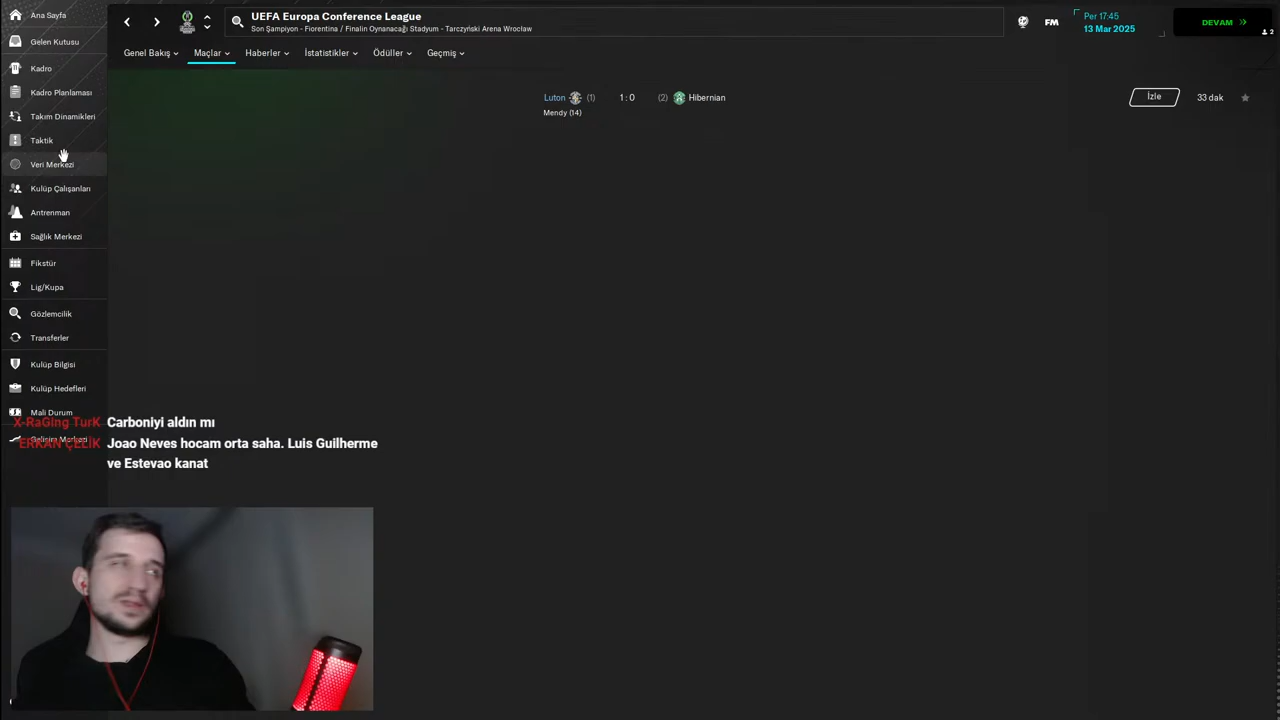 Ana Sayfa
Gelen Kutusu
Kadro
Kadro Planlaması
Takım Dinamikleri
Taktik
Veri Merkezi
Kulüp Çalışanları
Antrenman
Sağlık Merkezi
Fikstür
Lig/Kupa
Gözlemcilik
Transferler
Kulüp Bilgisi
Kulüp Hedefleri
Mali Durum
Gelişim Merkezi
UEFA Europa Conference League
Son Şampiyon - Fiorentina / Finalin Oynanacağı Stadyum - Tarczyński Arena Wrocław
FM
Per 17:45
13 Mar 2025
DEVAM
2
Genel Bakış
Maçlar
Haberler
İstatistikler
Ödüller
Geçmiş
Luton (1) 1 : 0 (2) Hibernian
Mendy (14)
İzle
33 dak
X-RaGing TurK Carboniyi aldın mı
ERKAN ÇELİK Joao Neves hocam orta saha. Luis Guilherme
ve Estevao kanat